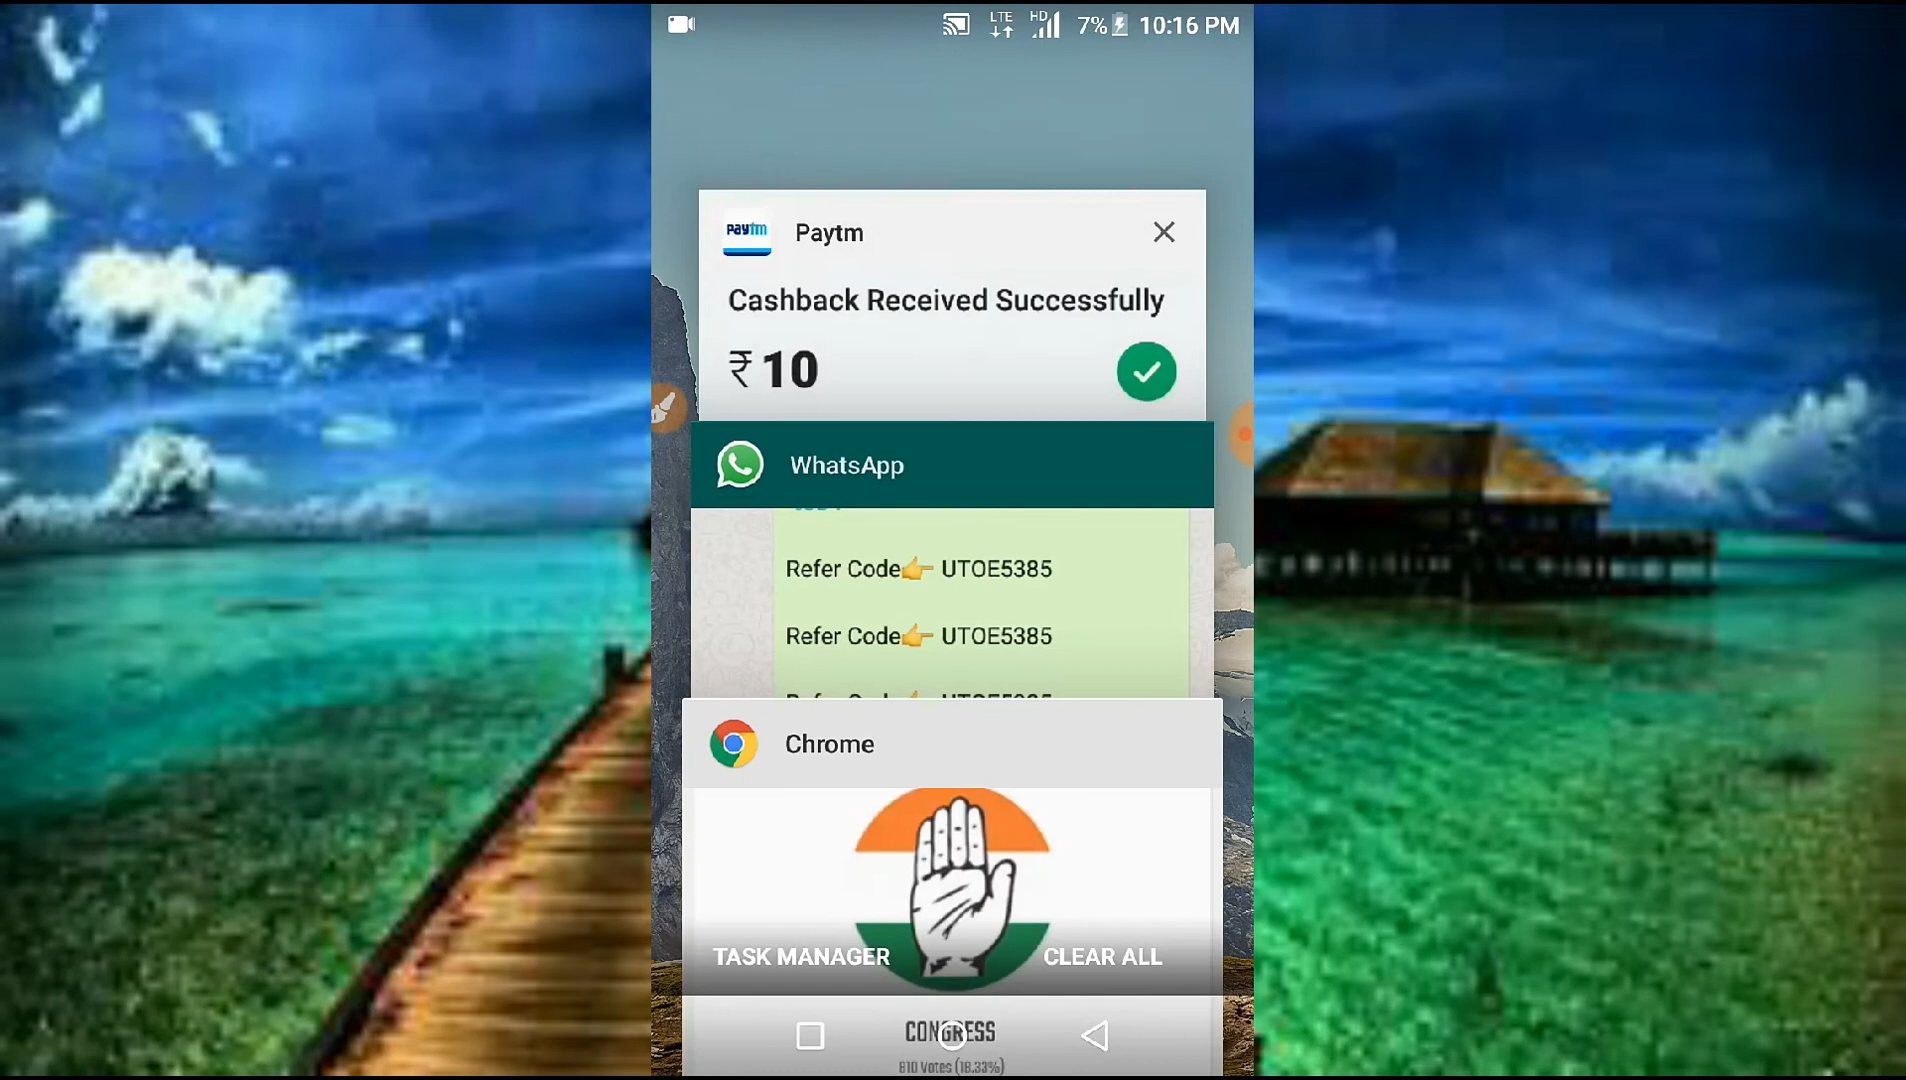 LTE HD 7% 10:16 PM
paytm Paytm
Cashback Received Successfully
₹10
WhatsApp
Refer Code👉 UTOE5385
Refer Code👉 UTOE5385
Chrome
TASK MANAGER CLEAR ALL
CONGRESS
810 Votes (18.33%)